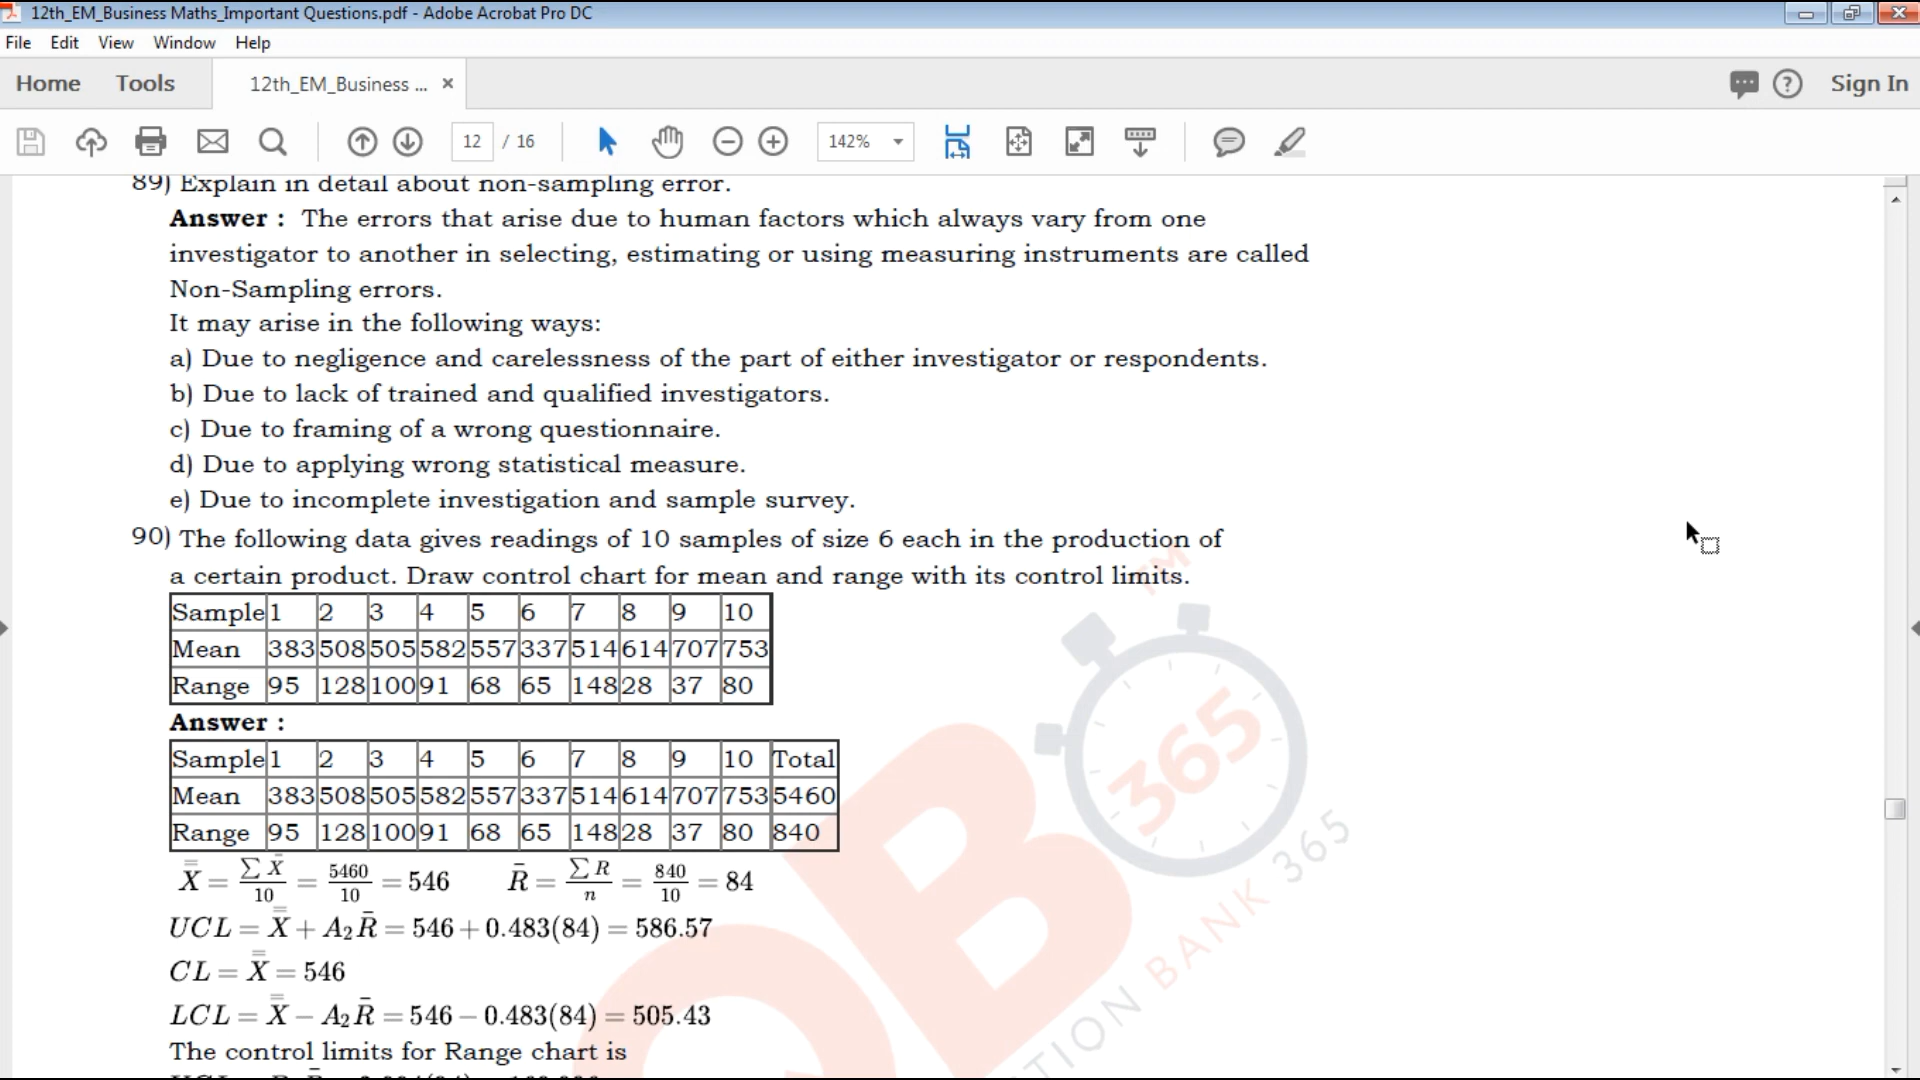 12th_EM_Business Maths_Important Questions.pdf - Adobe Acrobat Pro DC
File Edit View Window Help
Home Tools 12th_EM_Business ... × Sign In
12 / 16 142%
89) Explain in detail about non-sampling error.
Answer : The errors that arise due to human factors which always vary from one
investigator to another in selecting, estimating or using measuring instruments are called
Non-Sampling errors.
It may arise in the following ways:
a) Due to negligence and carelessness of the part of either investigator or respondents.
b) Due to lack of trained and qualified investigators.
c) Due to framing of a wrong questionnaire.
d) Due to applying wrong statistical measure.
e) Due to incomplete investigation and sample survey.
90) The following data gives readings of 10 samples of size 6 each in the production of
a certain product. Draw control chart for mean and range with its control limits.
Sample 1 2 3 4 5 6 7 8 9 10
Mean 383 508 505 582 557 337 514 614 707 753
Range 95 128 100 91 68 65 148 28 37 80
Answer :
Sample 1 2 3 4 5 6 7 8 9 10 Total
Mean 383 508 505 582 557 337 514 614 707 753 5460
Range 95 128 100 91 68 65 148 28 37 80 840
X̿ = ∑X̄/10 = 5460/10 = 546 R̄ = ∑R/n = 840/10 = 84
UCL = X̿ + A₂R̄ = 546 + 0.483(84) = 586.57
CL = X̿ = 546
LCL = X̿ − A₂R̄ = 546 − 0.483(84) = 505.43
The control limits for Range chart is
TM
365
QB
QUESTION BANK 365